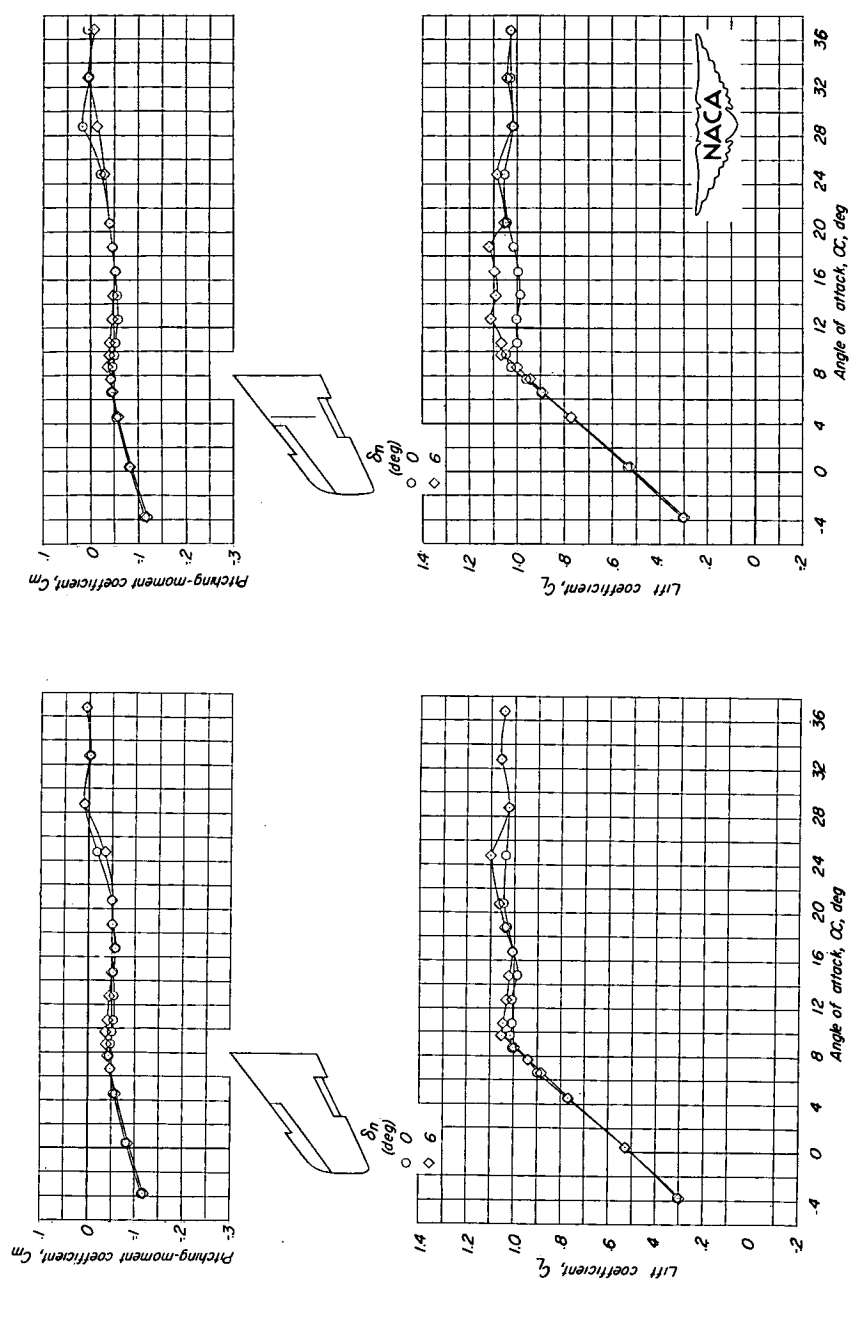 .1
0
-.1
-.2
-.3
Pitching-moment coefficient, Cm
δn
(deg)
○ 0
◇ 6
1.4
1.2
1.0
.8
.6
.4
.2
0
-.2
Lift coefficient, CL
-4 0 4 8 12 16 20 24 28 32 36
Angle of attack, α, deg
.1
0
-.1
-.2
-.3
Pitching-moment coefficient, Cm
δn
(deg)
○ 0
◇ 6
1.4
1.2
1.0
.8
.6
.4
.2
0
-.2
Lift coefficient, CL
-4 0 4 8 12 16 20 24 28 32 36
Angle of attack, α, deg
NACA